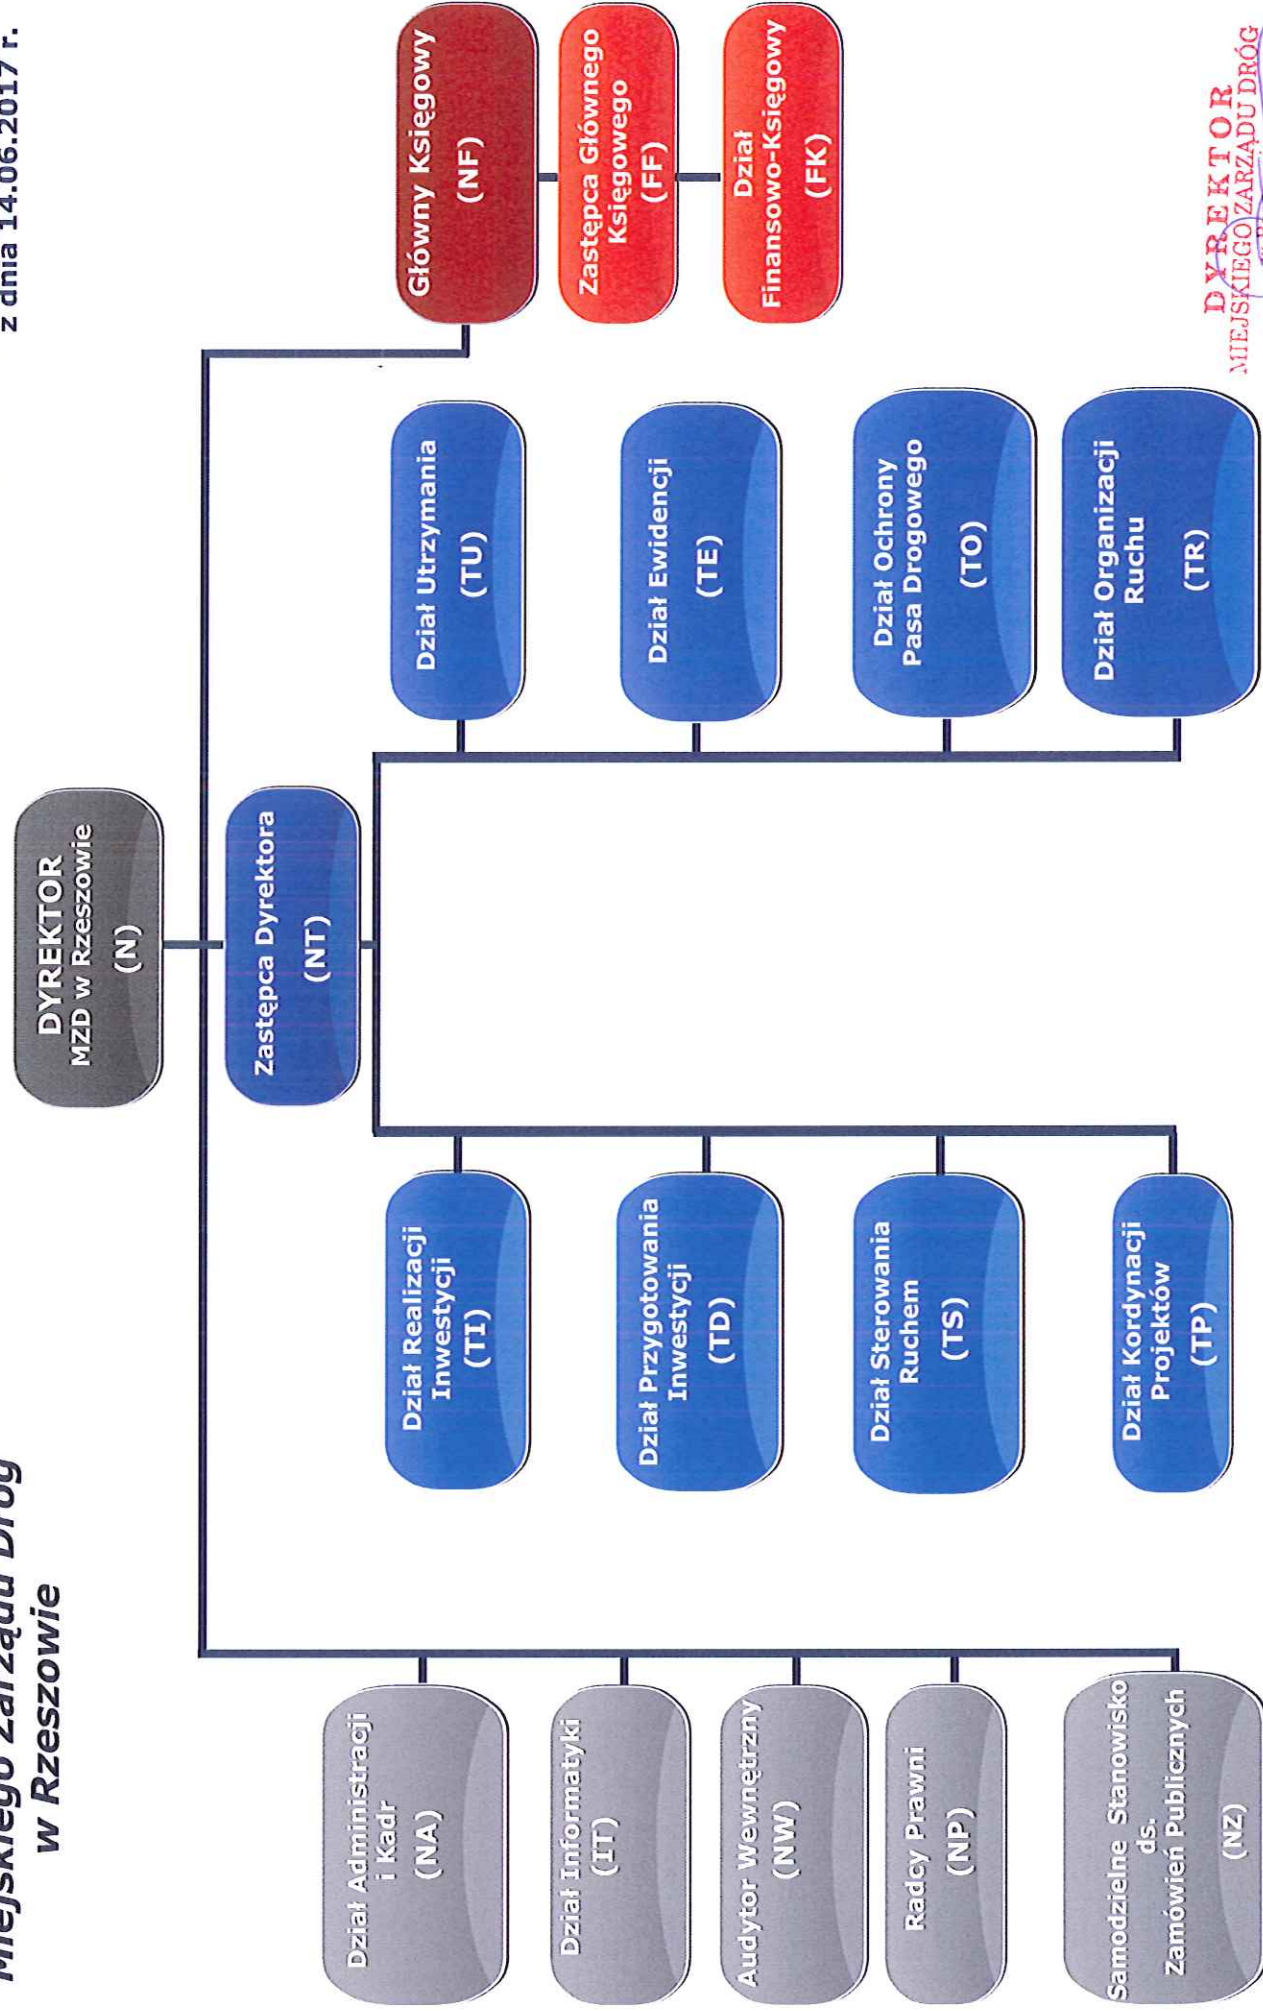 Miejskiego Zarządu Dróg
w Rzeszowie
z dnia 14.06.2017 r.
DYREKTOR
MZD w Rzeszowie
(N)
Zastępca Dyrektora
(NT)
Dział Administracji
i Kadr
(NA)
Dział Informatyki
(IT)
Audytor Wewnętrzny
(NW)
Radcy Prawni
(NP)
Samodzielne Stanowisko
ds.
Zamówień Publicznych
(NZ)
Dział Realizacji
Inwestycji
(TI)
Dział Przygotowania
Inwestycji
(TD)
Dział Sterowania
Ruchem
(TS)
Dział Kordynacji
Projektów
(TP)
Dział Utrzymania
(TU)
Dział Ewidencji
(TE)
Dział Ochrony
Pasa Drogowego
(TO)
Dział Organizacji
Ruchu
(TR)
Główny Księgowy
(NF)
Zastępca Głównego
Księgowego
(FF)
Dział
Finansowo-Księgowy
(FK)
DYREKTOR
MIEJSKIEGO ZARZĄDU DRÓG